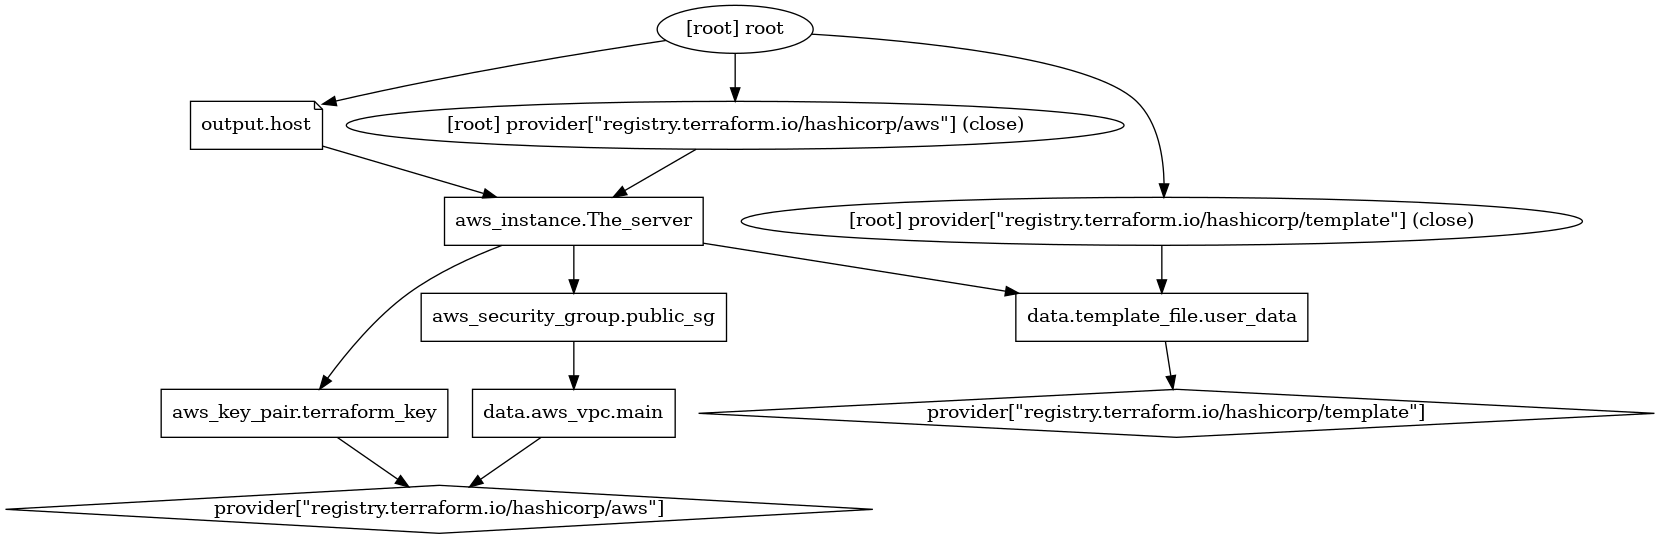 [root] root
output.host
[root] provider["registry.terraform.io/hashicorp/aws"] (close)
aws_instance.The_server
[root] provider["registry.terraform.io/hashicorp/template"] (close)
aws_security_group.public_sg
data.template_file.user_data
aws_key_pair.terraform_key
data.aws_vpc.main
provider["registry.terraform.io/hashicorp/template"]
provider["registry.terraform.io/hashicorp/aws"]